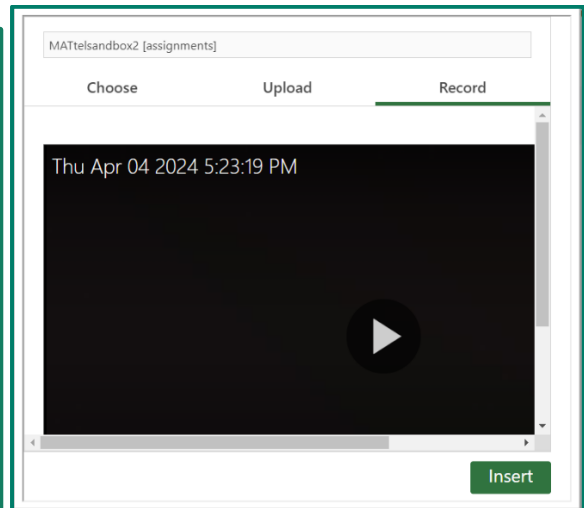 MATtelsandbox2 [assignments]
Choose Upload Record
Thu Apr 04 2024 5:23:19 PM
Insert